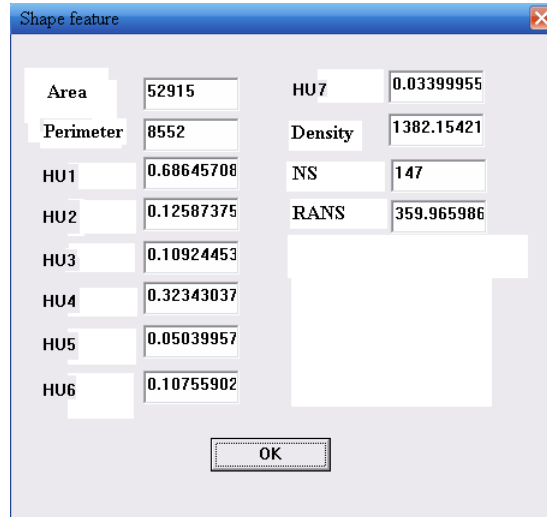 Shape feature
Area 52915
Perimeter 8552
HU1 0.68645708
HU2 0.12587375
HU3 0.10924453
HU4 0.32343037
HU5 0.05039957
HU6 0.10755902
HU7 0.03399955
Density 1382.15421
NS 147
RANS 359.965986
OK